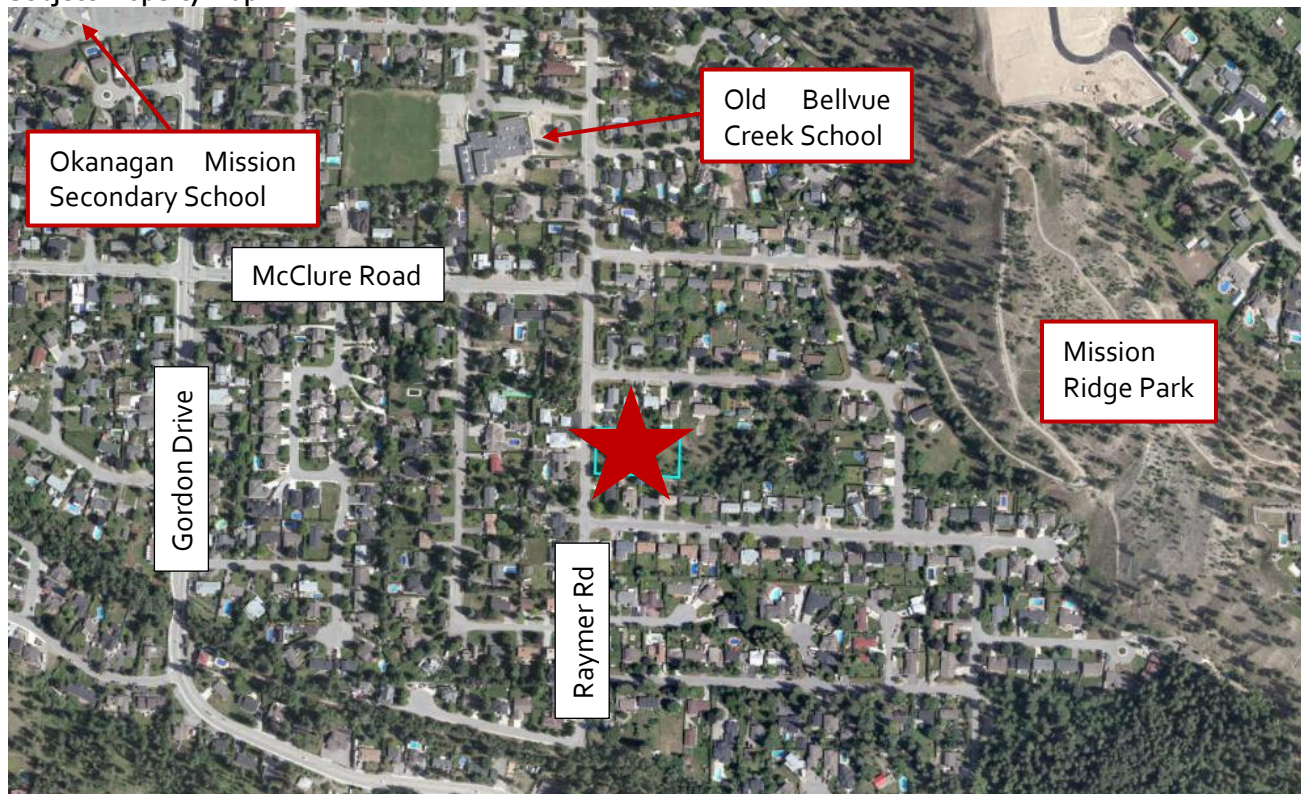 Okanagan Mission
Secondary School
Old Bellvue
Creek School
McClure Road
Mission
Ridge Park
Gordon Drive
Raymer Rd